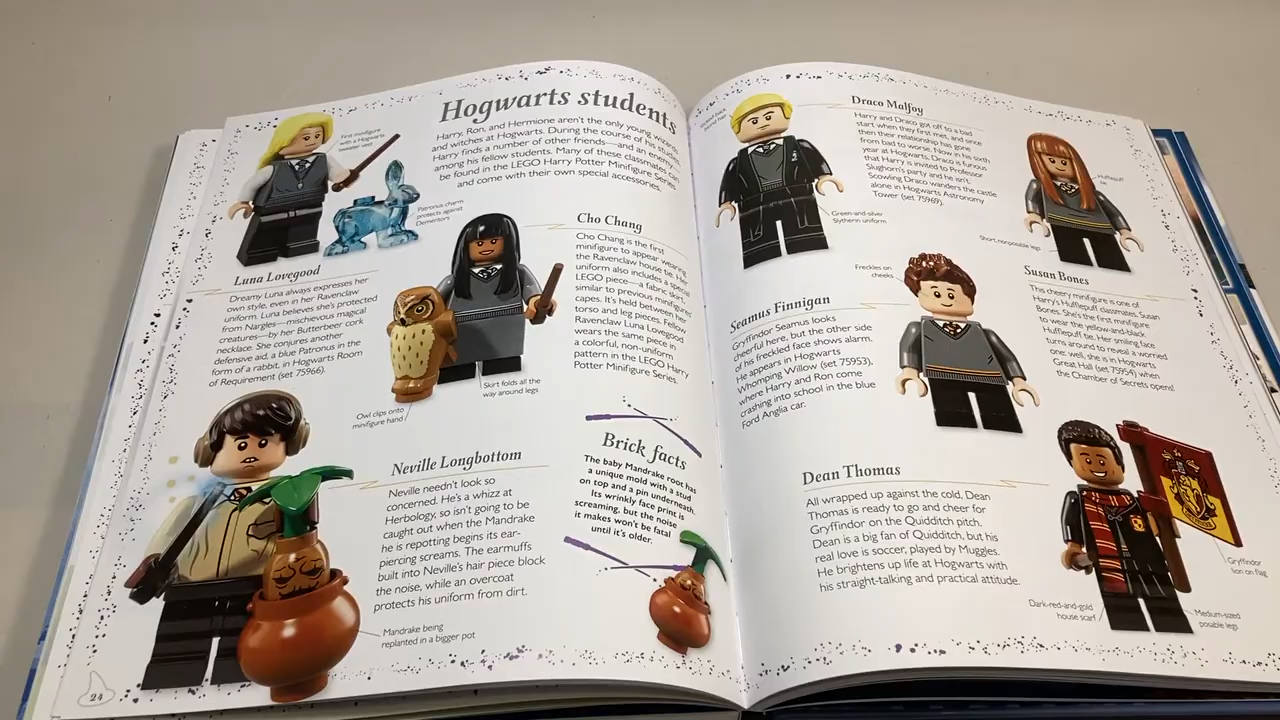 Hogwarts students
Harry, Ron, and Hermione aren't the only young wizards
and witches at Hogwarts. During the course of his studies,
Harry finds a number of other friends—and an enemy—
among his fellow students. Many of these classmates can
be found in the LEGO Harry Potter Minifigure Series
and come with their own special accessories.
First minifigure
with a Hogwarts
sweater vest
Patronus charm
protects against
Dementors
Luna Lovegood
Dreamy Luna always expresses her
own style, even in her Ravenclaw
uniform. Luna believes she's protected
from Nargles—mischievous magical
creatures—by her Butterbeer cork
necklace. She conjures another
defensive aid, a blue Patronus in the
form of a rabbit, in Hogwarts Room
of Requirement (set 75966).
Cho Chang
Cho Chang is the first
minifigure to appear wearing
the Ravenclaw house tie. Her
uniform also includes a special
LEGO piece—a fabric skirt,
similar to previous minifigures'
capes. It's held between her
torso and leg pieces. Fellow
Ravenclaw Luna Lovegood
wears the same piece in
a colorful, non-uniform
pattern in the LEGO Harry
Potter Minifigure Series.
Skirt folds all the
way around legs
Owl clips onto
minifigure hand
Neville Longbottom
Neville needn't look so
concerned. He's a whizz at
Herbology, so isn't going to be
caught out when the Mandrake
he is repotting begins its ear-
piercing screams. The earmuffs
built into Neville's hair piece block
the noise, while an overcoat
protects his uniform from dirt.
Mandrake being
replanted in a bigger pot
Brick facts
The baby Mandrake root has
a unique mold with a stud
on top and a pin underneath.
Its wrinkly face print is
screaming, but the noise
it makes won't be fatal
until it's older.
24
Draco Malfoy
Harry and Draco got off to a bad
start when they first met, and since
then their relationship has gone
from bad to worse. Now in his sixth
year at Hogwarts, Draco is furious
that Harry is invited to Professor
Slughorn's party and he isn't.
Scowling Draco wanders the castle
alone in Hogwarts Astronomy
Tower (set 75969).
Green-and-silver
Slytherin uniform
Hufflepuff
tie
Short, nonposable legs
Susan Bones
This cheery minifigure is one of
Harry's Hufflepuff classmates, Susan
Bones. She's the first minifigure
to wear the yellow-and-black
Hufflepuff tie. Her smiling face
turns around to reveal a worried
one: well, she is in Hogwarts
Great Hall (set 75954) when
the Chamber of Secrets opens!
Freckles on
cheeks
Seamus Finnigan
Gryffindor Seamus looks
cheerful here, but the other side
of his freckled face shows alarm.
He appears in Hogwarts
Whomping Willow (set 75953),
where Harry and Ron come
crashing into school in the blue
Ford Anglia car.
Dean Thomas
All wrapped up against the cold, Dean
Thomas is ready to go and cheer for
Gryffindor on the Quidditch pitch.
Dean is a big fan of Quidditch, but his
real love is soccer, played by Muggles.
He brightens up life at Hogwarts with
his straight-talking and practical attitude.
Gryffindor
lion on flag
Dark-red-and-gold
house scarf
Medium-sized
posable legs